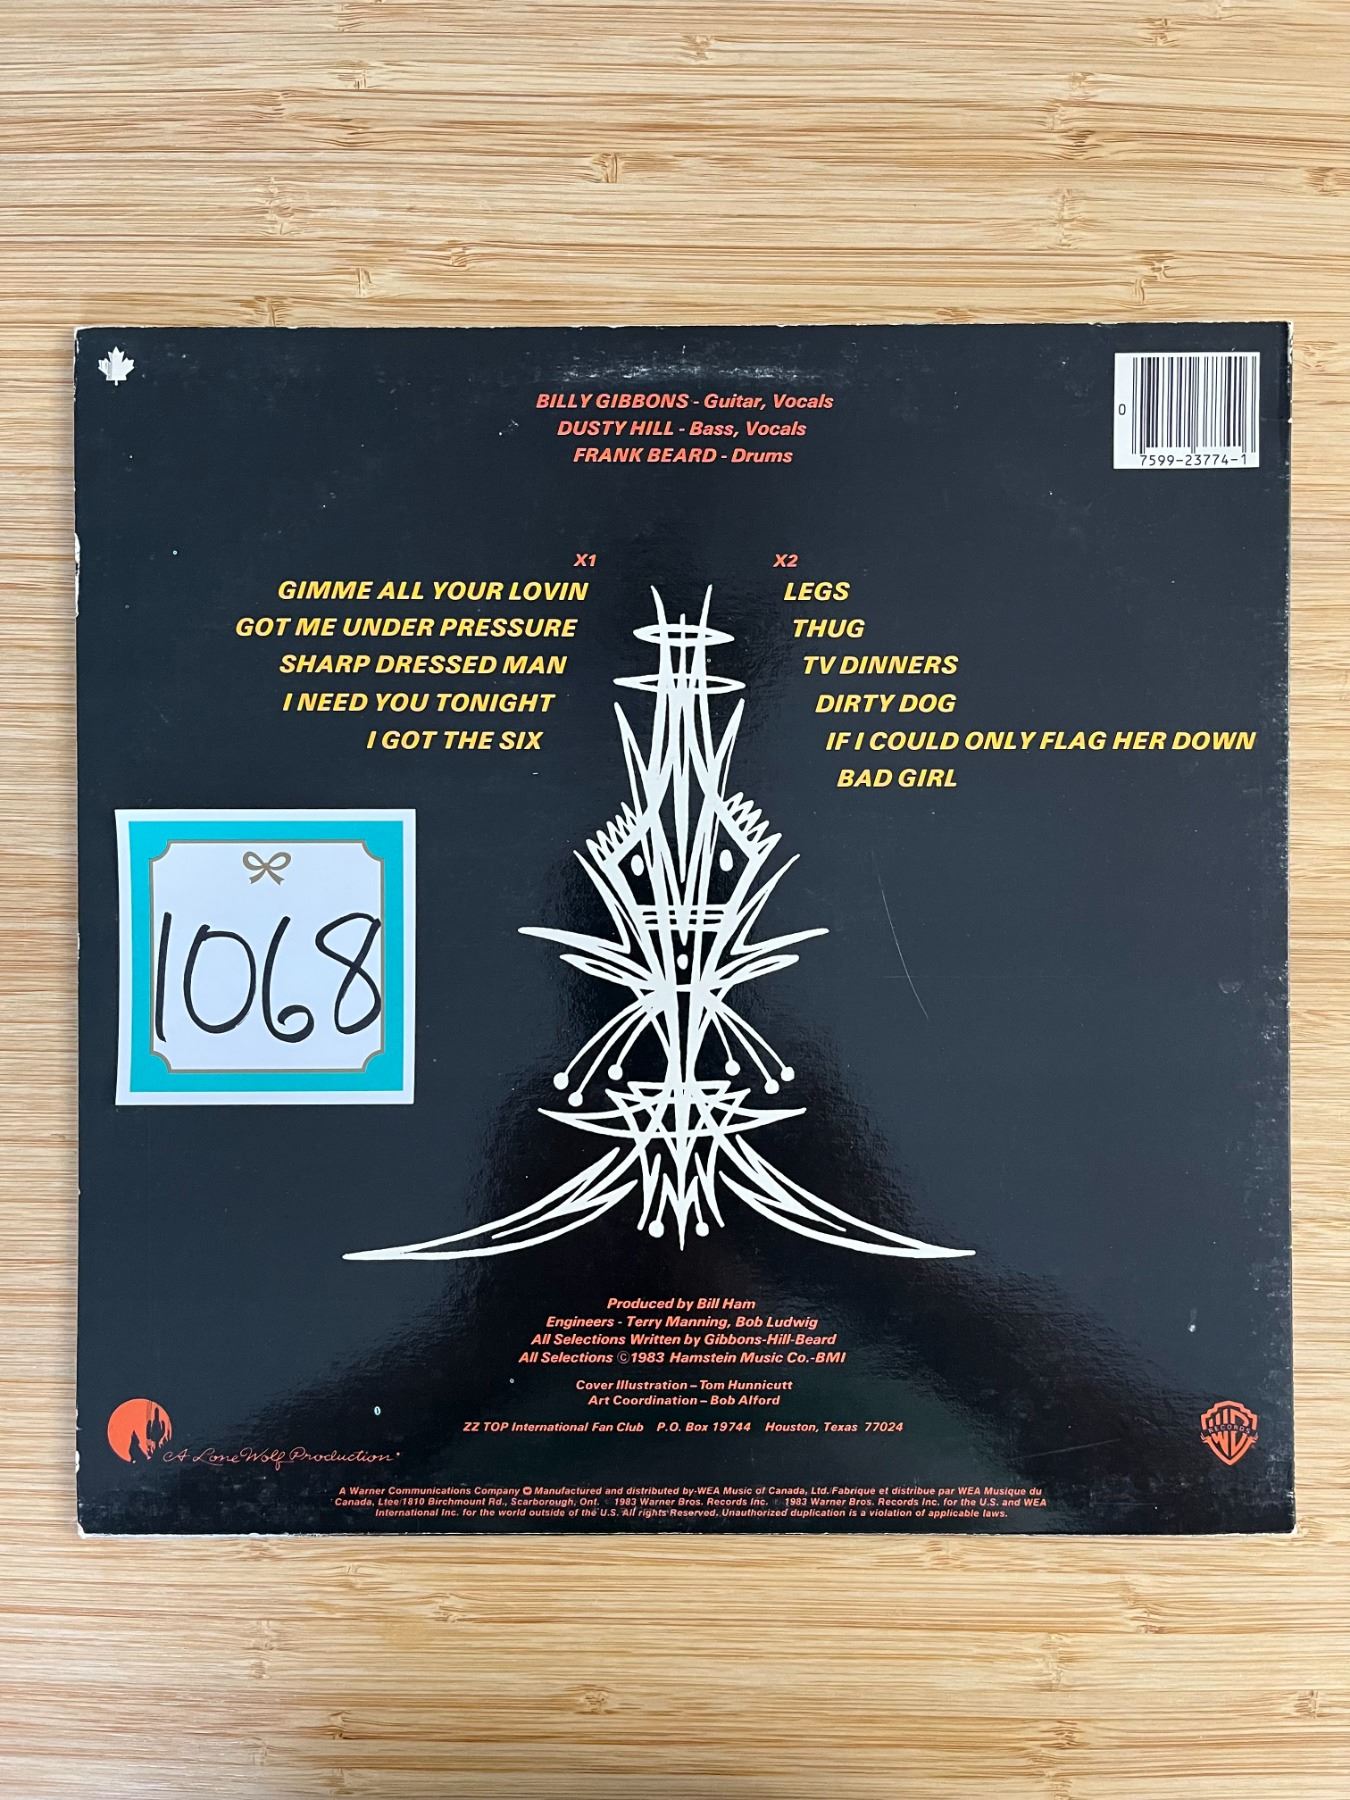 BILLY GIBBONS - Guitar, Vocals
DUSTY HILL - Bass, Vocals
FRANK BEARD - Drums
0
7599-23774-1
X1
GIMME ALL YOUR LOVIN
GOT ME UNDER PRESSURE
SHARP DRESSED MAN
I NEED YOU TONIGHT
I GOT THE SIX
X2
LEGS
THUG
TV DINNERS
DIRTY DOG
IF I COULD ONLY FLAG HER DOWN
BAD GIRL
1068
Produced by Bill Ham
Engineers - Terry Manning, Bob Ludwig
All Selections Written by Gibbons-Hill-Beard
All Selections ©1983 Hamstein Music Co.-BMI
Cover Illustration – Tom Hunnicutt
Art Coordination – Bob Alford
ZZ TOP International Fan Club P.O. Box 19744 Houston, Texas 77024
A Lone Wolf Production
W
RECORDS
A Warner Communications Company Manufactured and distributed by-WEA Music of Canada, Ltd./Fabrique et distribue par WEA Musique du
Canada, Ltee/1810 Birchmount Rd., Scarborough, Ont. 1983 Warner Bros. Records Inc. 1983 Warner Bros. Records Inc. for the U.S. and WEA
International Inc. for the world outside of the U.S. All rights Reserved. Unauthorized duplication is a violation of applicable laws.